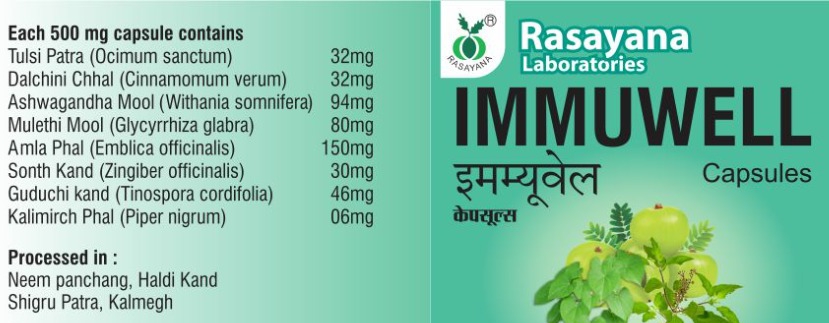 Each 500 mg capsule contains
Tulsi Patra (Ocimum sanctum) 32mg
Dalchini Chhal (Cinnamomum verum) 32mg
Ashwagandha Mool (Withania somnifera) 94mg
Mulethi Mool (Glycyrrhiza glabra) 80mg
Amla Phal (Emblica officinalis) 150mg
Sonth Kand (Zingiber officinalis) 30mg
Guduchi kand (Tinospora cordifolia) 46mg
Kalimirch Phal (Piper nigrum) 06mg
Processed in :
Neem panchang, Haldi Kand
Shigru Patra, Kalmegh
®
RASAYANA
Rasayana
Laboratories
IMMUWELL
इमम्यूवेल
Capsules
केपसूल्स